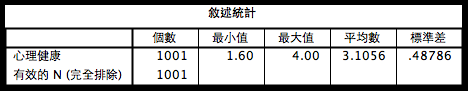 敘述統計
個數 最小值 最大值 平均數 標準差
心理健康 1001 1.60 4.00 3.1056 .48786
有效的 N (完全排除) 1001